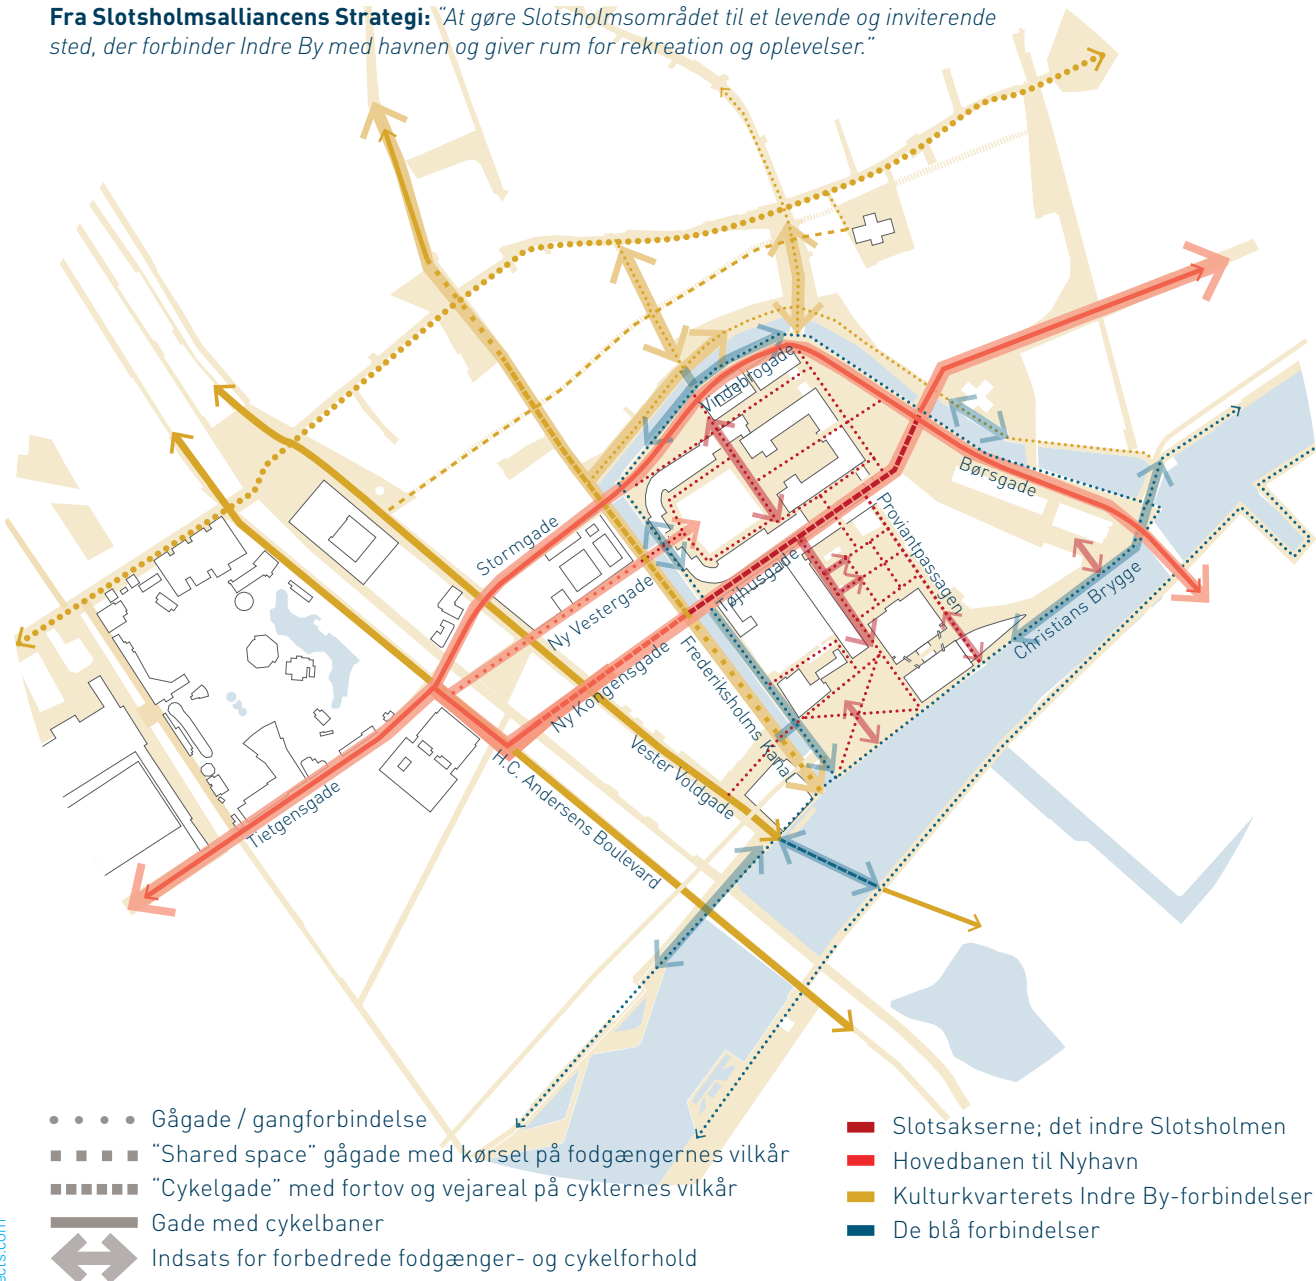 Fra Slotsholmsalliancens Strategi: “At gøre Slotsholmsområdet til et levende og inviterende
sted, der forbinder Indre By med havnen og giver rum for rekreation og oplevelser.”
Vindebrogade
Børsgade
Stormgade
Proviantpassagen
Tøjhusgade
Ny Vestergade
Christians Brygge
Ny Kongensgade
Frederiksholms Kanal
Vester Voldgade
H.C. Andersens Boulevard
Tietgensgade
Gågade / gangforbindelse
“Shared space” gågade med kørsel på fodgængernes vilkår
“Cykelgade” med fortov og vejareal på cyklernes vilkår
Gade med cykelbaner
Indsats for forbedrede fodgænger- og cykelforhold
Slotsakserne; det indre Slotsholmen
Hovedbanen til Nyhavn
Kulturkvarterets Indre By-forbindelser
De blå forbindelser